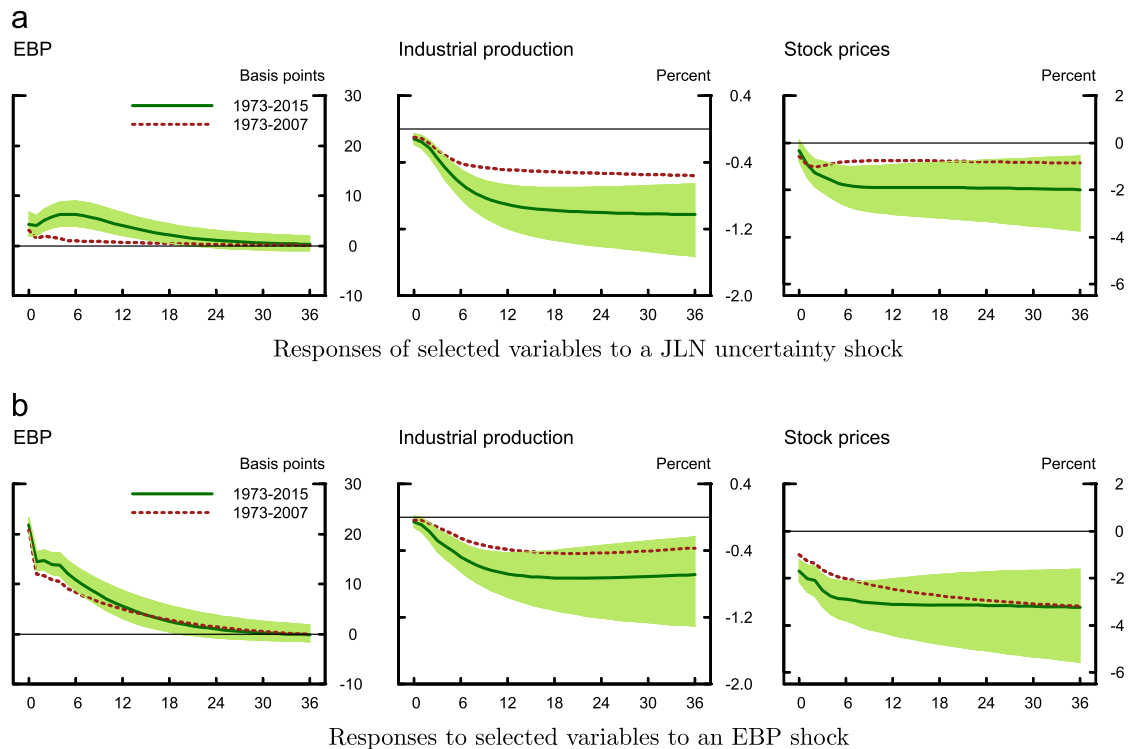 a
EBP
Industrial production
Stock prices
Basis points
Percent
Percent
1973-2015
1973-2007
30
20
10
0
-10
0.4
-0.4
-1.2
-2.0
2
0
-2
-4
-6
0 6 12 18 24 30 36
0 6 12 18 24 30 36
0 6 12 18 24 30 36
Responses of selected variables to a JLN uncertainty shock
b
EBP
Industrial production
Stock prices
Basis points
Percent
Percent
1973-2015
1973-2007
30
20
10
0
-10
0.4
-0.4
-1.2
-2.0
2
0
-2
-4
-6
0 6 12 18 24 30 36
0 6 12 18 24 30 36
0 6 12 18 24 30 36
Responses to selected variables to an EBP shock